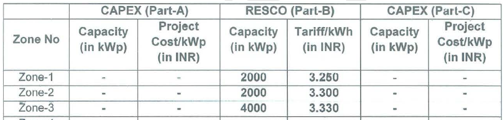 CAPEX (Part-A) RESCO (Part-B) CAPEX (Part-C)
Zone No Capacity (in kWp) Project Cost/kWp (in INR) Capacity (in kWp) Tariff/kWh (in INR) Capacity (in kWp) Project Cost/kWp (in INR)
Zone-1 - - 2000 3.250 - -
Zone-2 - - 2000 3.300 - -
Zone-3 - - 4000 3.330 - -